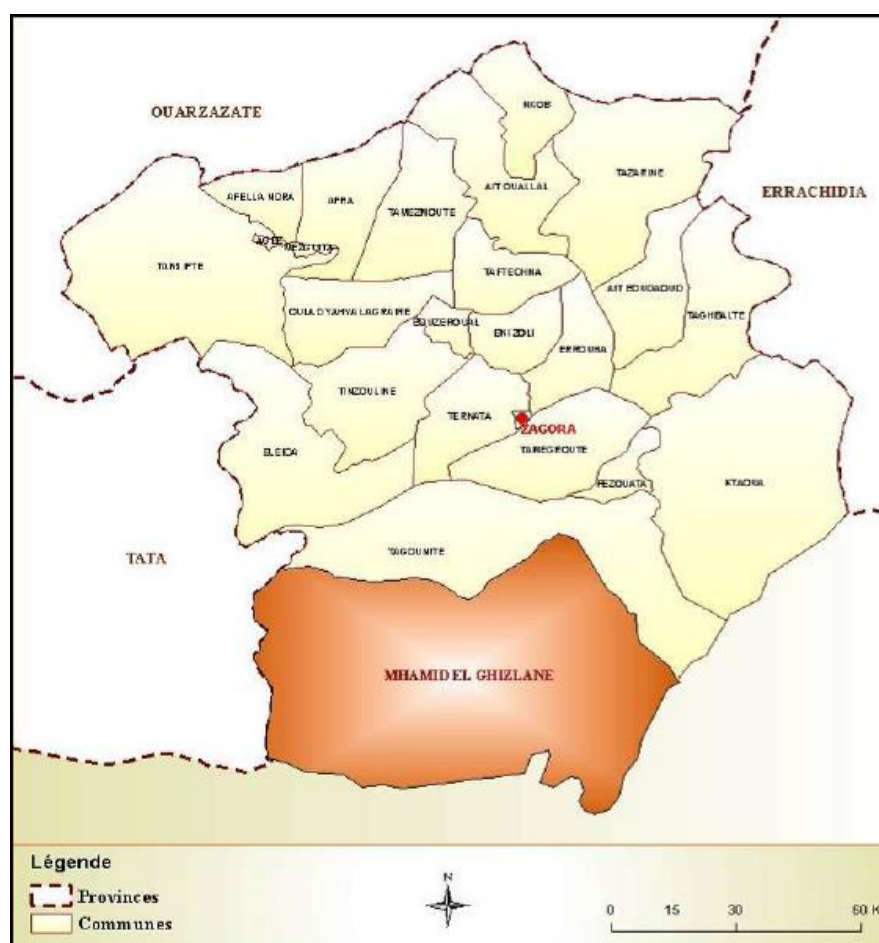 OUARZAZATE
NKOB
TAZARINE
ERRACHIDIA
AIT OUALLAL
AFELLA NDRA
AFRA
TAMEZMOUTE
MEZGUITA
TANSIFTE
TAFTECHNA
AIT BOUDAOUD
TAGHBALTE
OULAD YAHYA LAGRAIRE
BOUZEROUAL
BNI ZOLI
ERROUHA
TINZOULINE
TERNATA
ZAGORA
BLEIDA
TAMEGROUTE
FEZOUATA
KTAOUA
TATA
TAGOUNITE
MHAMID EL GHIZLANE
Légende
Provinces
Communes
N
0 15 30 60 K